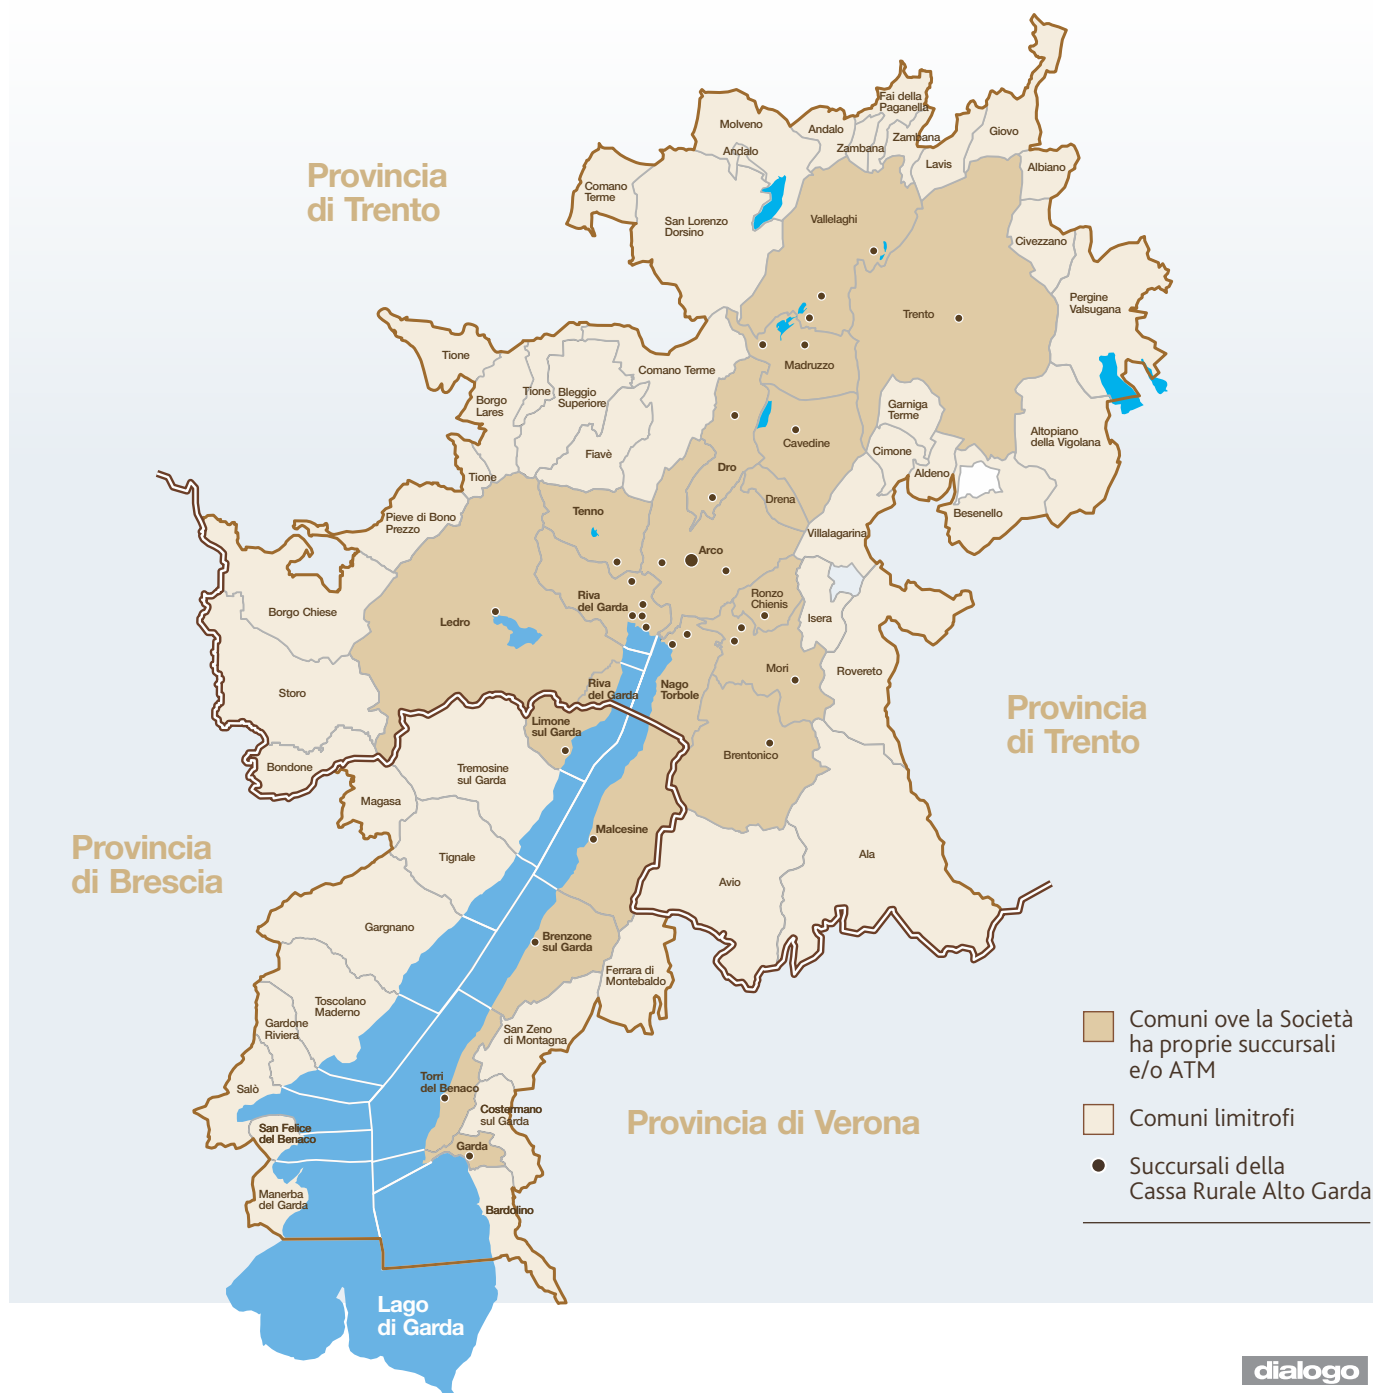 Fai della
Paganella
Molveno
Andalo
Zambana
Giovo
Zambana
Andalo
Lavis
Albiano
Provincia
di Trento
Comano
Terme
San Lorenzo
Dorsino
Vallelaghi
Civezzano
Pergine
Valsugana
Trento
Tione
Comano Terme
Madruzzo
Tione
Bleggio
Superiore
Borgo
Lares
Garniga
Terme
Altopiano
della Vigolana
Cavedine
Fiavè
Cimone
Dro
Aldeno
Tione
Drena
Tenno
Besenello
Pieve di Bono
Prezzo
Villalagarina
Arco
Riva
del Garda
Ronzo
Chienis
Borgo Chiese
Ledro
Isera
Mori
Rovereto
Riva
del Garda
Nago
Torbole
Storo
Provincia
di Trento
Limone
sul Garda
Brentonico
Bondone
Tremosine
sul Garda
Magasa
Malcesine
Provincia
di Brescia
Tignale
Ala
Avio
Gargnano
Brenzone
sul Garda
Ferrara di
Montebaldo
Toscolano
Maderno
Gardone
Riviera
San Zeno
di Montagna
Salò
Torri
del Benaco
Costermano
sul Garda
San Felice
del Benaco
Provincia di Verona
Garda
Manerba
del Garda
Bardolino
Lago
di Garda
Comuni ove la Società
ha proprie succursali
e/o ATM
Comuni limitrofi
Succursali della
Cassa Rurale Alto Garda
dialogo